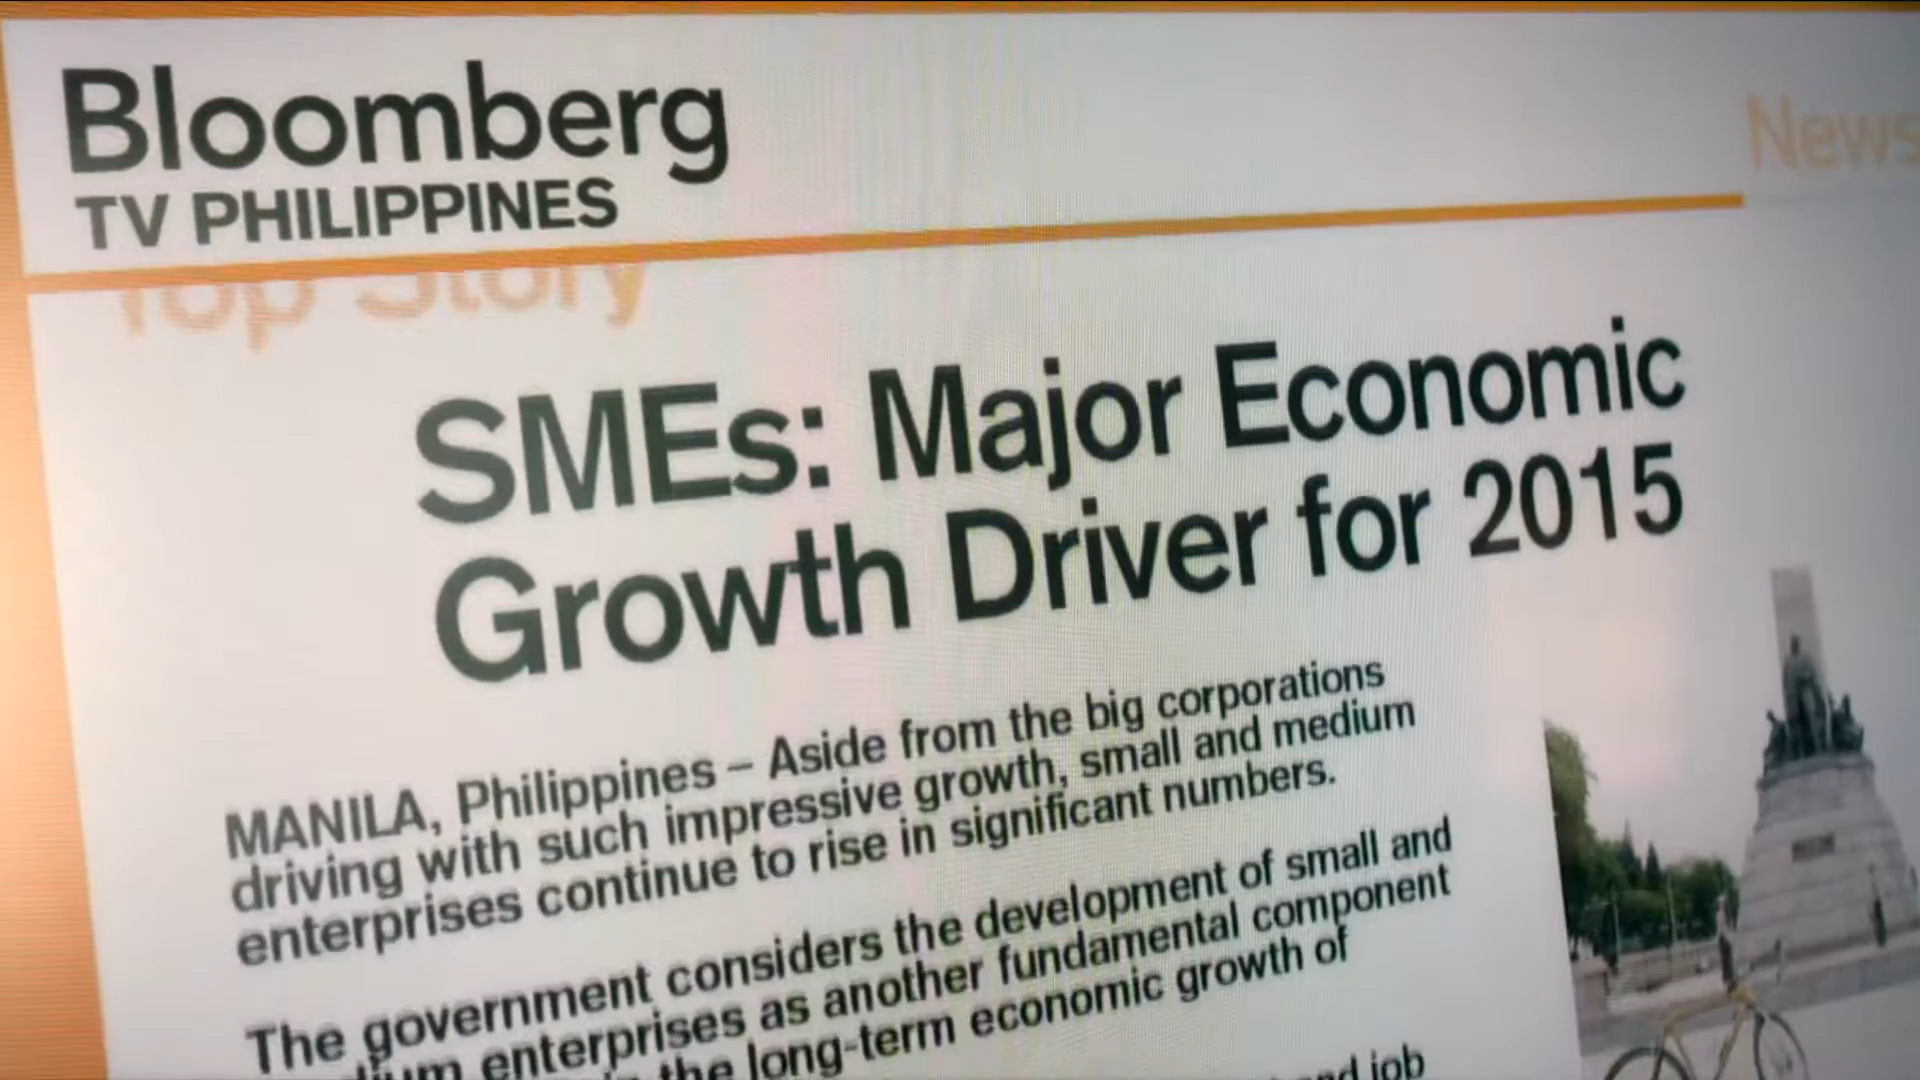 Bloomberg
TV PHILIPPINES
News
Top Story
SMEs: Major Economic
Growth Driver for 2015
MANILA, Philippines – Aside from the big corporations
driving with such impressive growth, small and medium
enterprises continue to rise in significant numbers.
The government considers the development of small and
enterprises as another fundamental component
the long-term economic growth of
and job